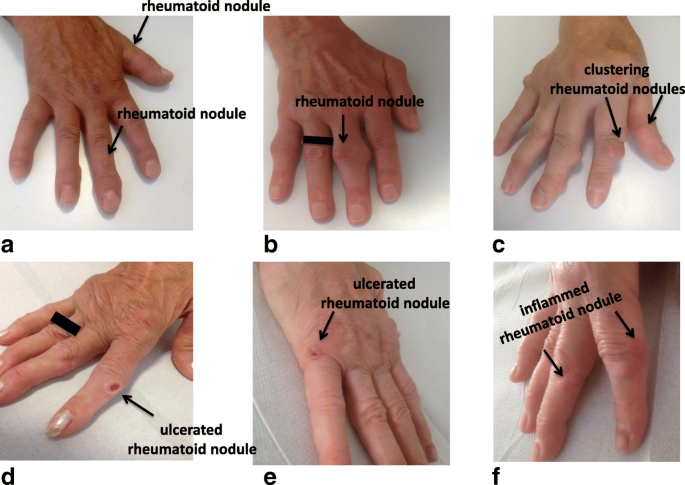 rheumatoid nodule
rheumatoid nodule
a
rheumatoid nodule
b
clustering
rheumatoid nodules
c
ulcerated
rheumatoid nodule
d
ulcerated
rheumatoid nodule
e
inflammed
rheumatoid nodule
f